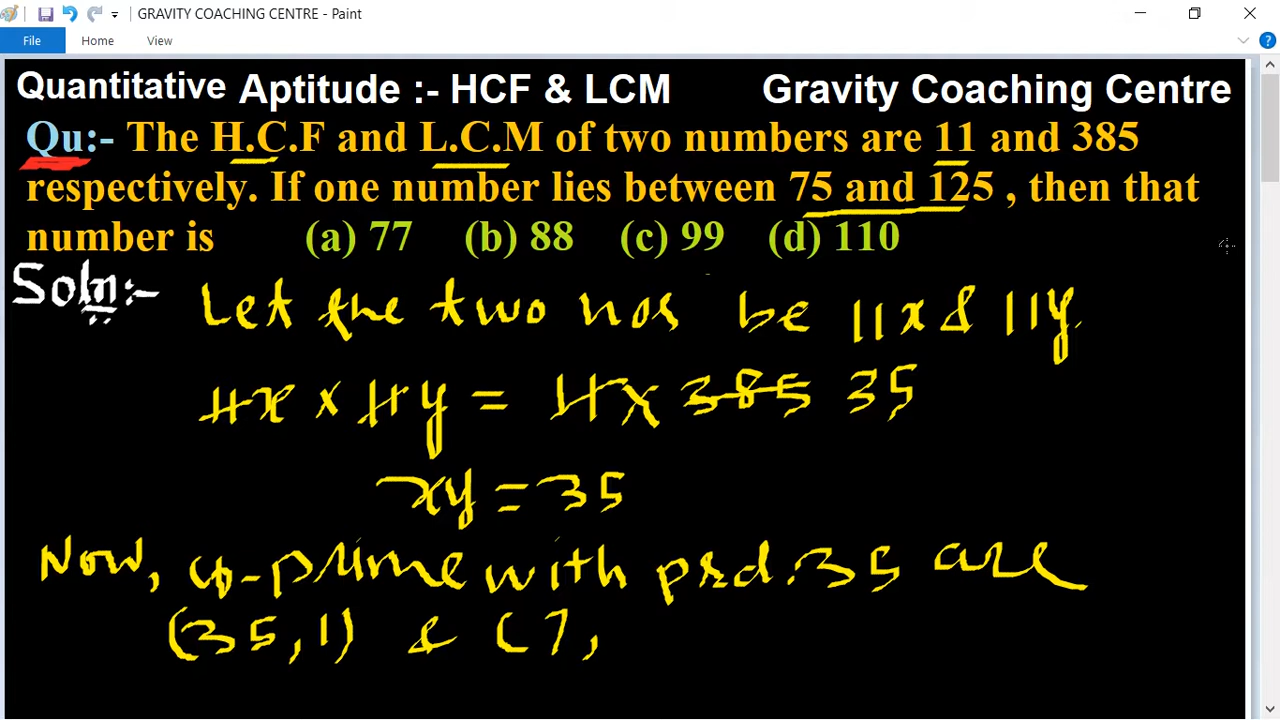 GRAVITY COACHING CENTRE - Paint
File Home View
Quantitative Aptitude :- HCF & LCM Gravity Coaching Centre
Qu:- The H.C.F and L.C.M of two numbers are 11 and 385
respectively. If one number lies between 75 and 125 , then that
number is (a) 77 (b) 88 (c) 99 (d) 110
Soln:- Let the two nos be 11x & 11y.
11x × 11y = 11 × 385 35
xy = 35
Now, co-prime with prd. 35 are
(35, 1) & (7,